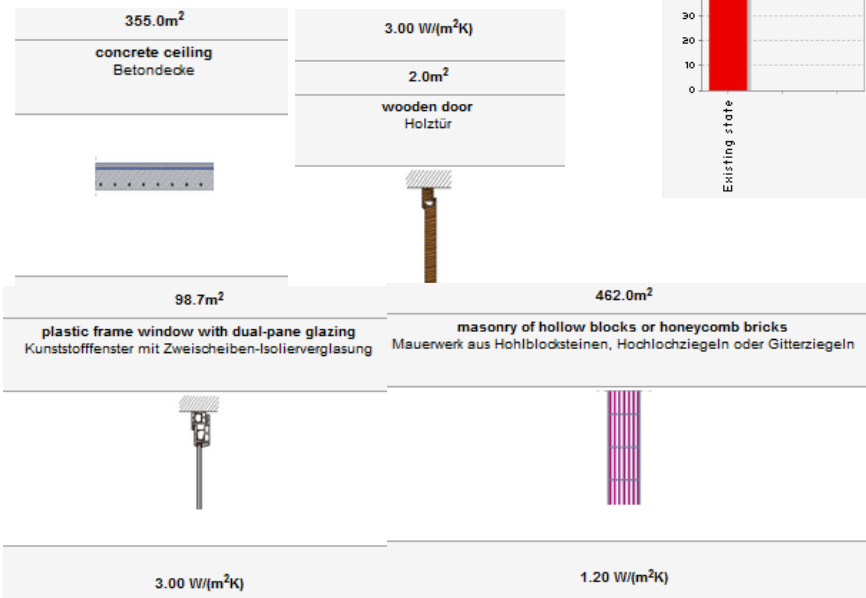 355.0m²
concrete ceiling
Betondecke
3.00 W/(m²K)
2.0m²
wooden door
Holztür
30
20
10
0
Existing state
98.7m²
plastic frame window with dual-pane glazing
Kunststofffenster mit Zweischeiben-Isolierverglasung
3.00 W/(m²K)
462.0m²
masonry of hollow blocks or honeycomb bricks
Mauerwerk aus Hohlblocksteinen, Hochlochziegeln oder Gitterziegeln
1.20 W/(m²K)